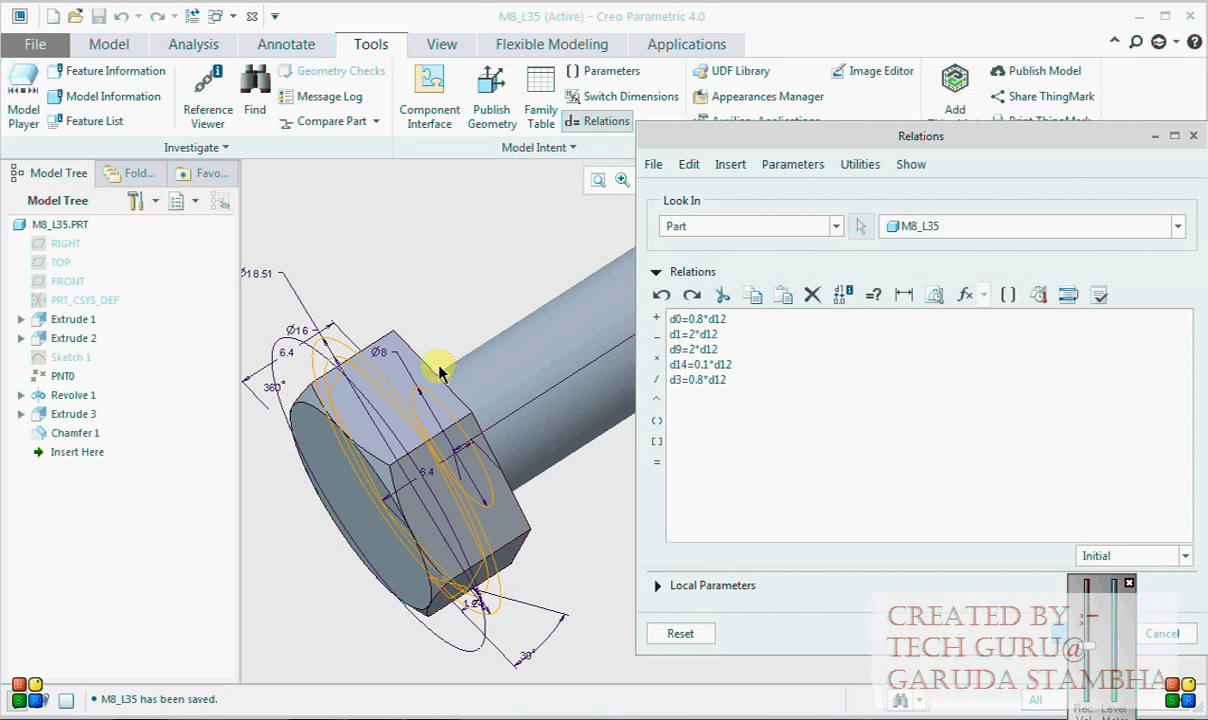 M8_L35 (Active) - Creo Parametric 4.0
File Model Analysis Annotate Tools View Flexible Modeling Applications
Feature Information
Model Information
Feature List
Model Player
Reference Viewer
Find
Geometry Checks
Message Log
Compare Part
Investigate
Component Interface
Publish Geometry
Family Table
Parameters
Switch Dimensions
d= Relations
Model Intent
UDF Library
Appearances Manager
Image Editor
Add
Publish Model
Share ThingMark
Model Tree Fold... Favo...
Model Tree
M8_L35.PRT
RIGHT
TOP
FRONT
PRT_CSYS_DEF
Extrude 1
Extrude 2
Sketch 1
PNT0
Revolve 1
Extrude 3
Chamfer 1
Insert Here
Ø18.51
Ø16
6.4
Ø8
360°
6.4
30°
Relations
File Edit Insert Parameters Utilities Show
Look In
Part M8_L35
Relations
d0=0.8*d12
d1=2*d12
d9=2*d12
d14=0.1*d12
d3=0.8*d12
Initial
Local Parameters
Reset Cancel
CREATED BY :-
TECH GURU@
GARUDA STAMBHA
M8_L35 has been saved.
All
Rec. Level